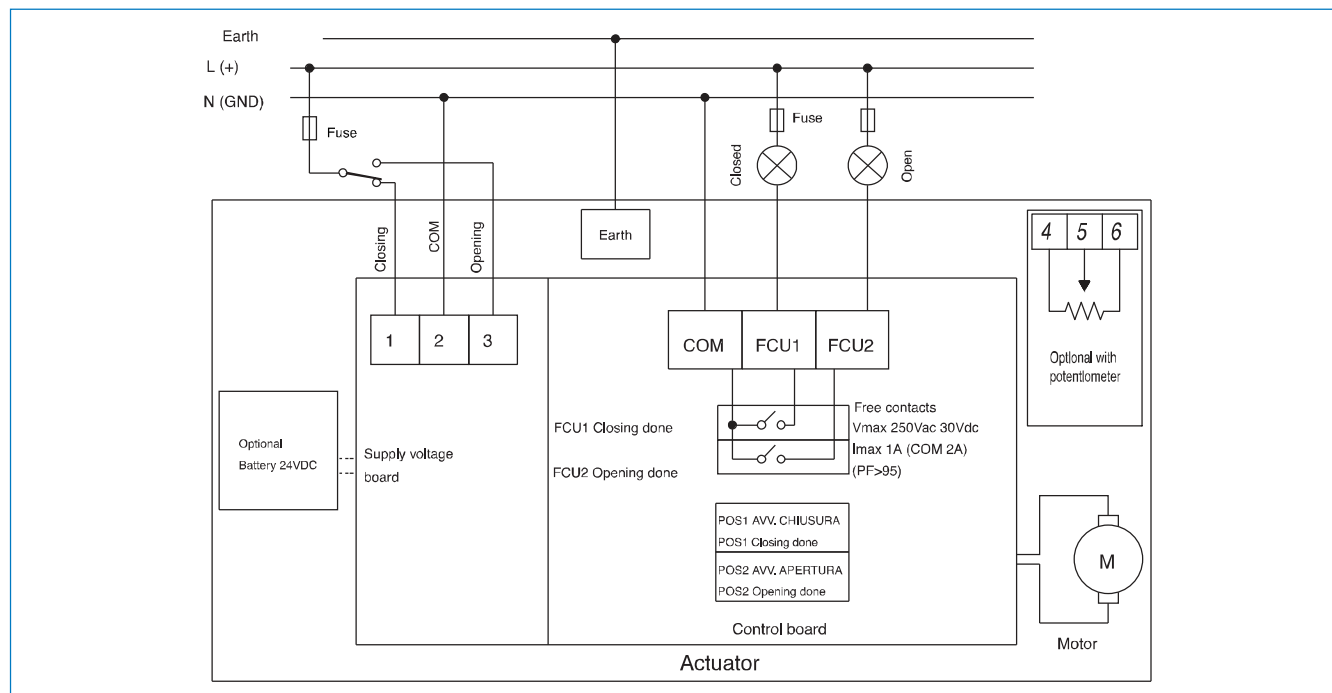 Earth
L (+)
N (GND)
Fuse
Fuse
Closed
Open
Closing
COM
Opening
Earth
4 5 6
1 2 3
COM FCU1 FCU2
Optional with
potentlometer
Optional
Battery 24VDC
Supply voltage
board
FCU1 Closing done
FCU2 Opening done
Free contacts
Vmax 250Vac 30Vdc
Imax 1A (COM 2A)
(PF>95)
POS1 AVV. CHIUSURA
POS1 Closing done
POS2 AVV. APERTURA
POS2 Opening done
M
Control board
Motor
Actuator